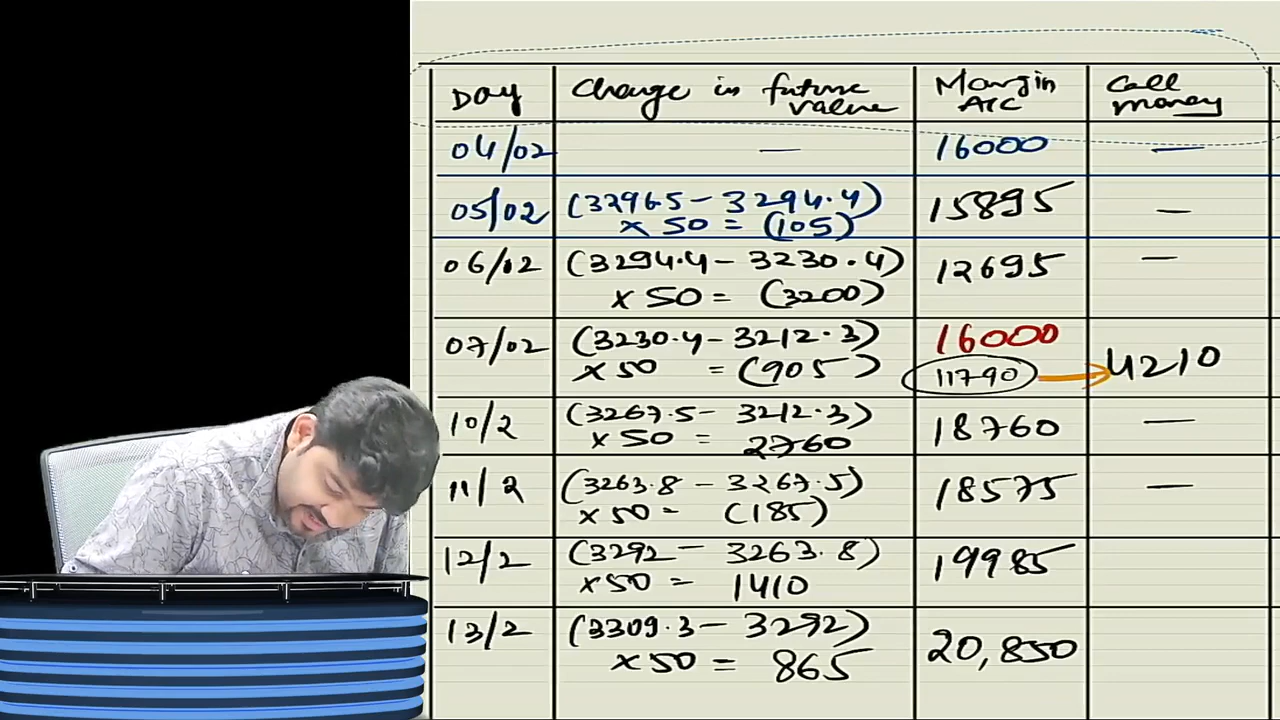 Day Change in future value Margin A/C Call money
04/02 — 16000 —
05/02 (3296.5 - 3294.4) 15895 —
x 50 = (105)
06/02 (3294.4 - 3230.4) 12695 —
x 50 = (3200)
07/02 (3230.4 - 3212.3) 16000
x 50 = (905) 11790 → 4210
10/2 (3267.5 - 3212.3) 18760 —
x 50 = 2760
11/2 (3263.8 - 3267.5) 18575 —
x 50 = (185)
12/2 (3292 - 3263.8) 19985
x 50 = 1410
13/2 (3309.3 - 3292) 20,850
x 50 = 865